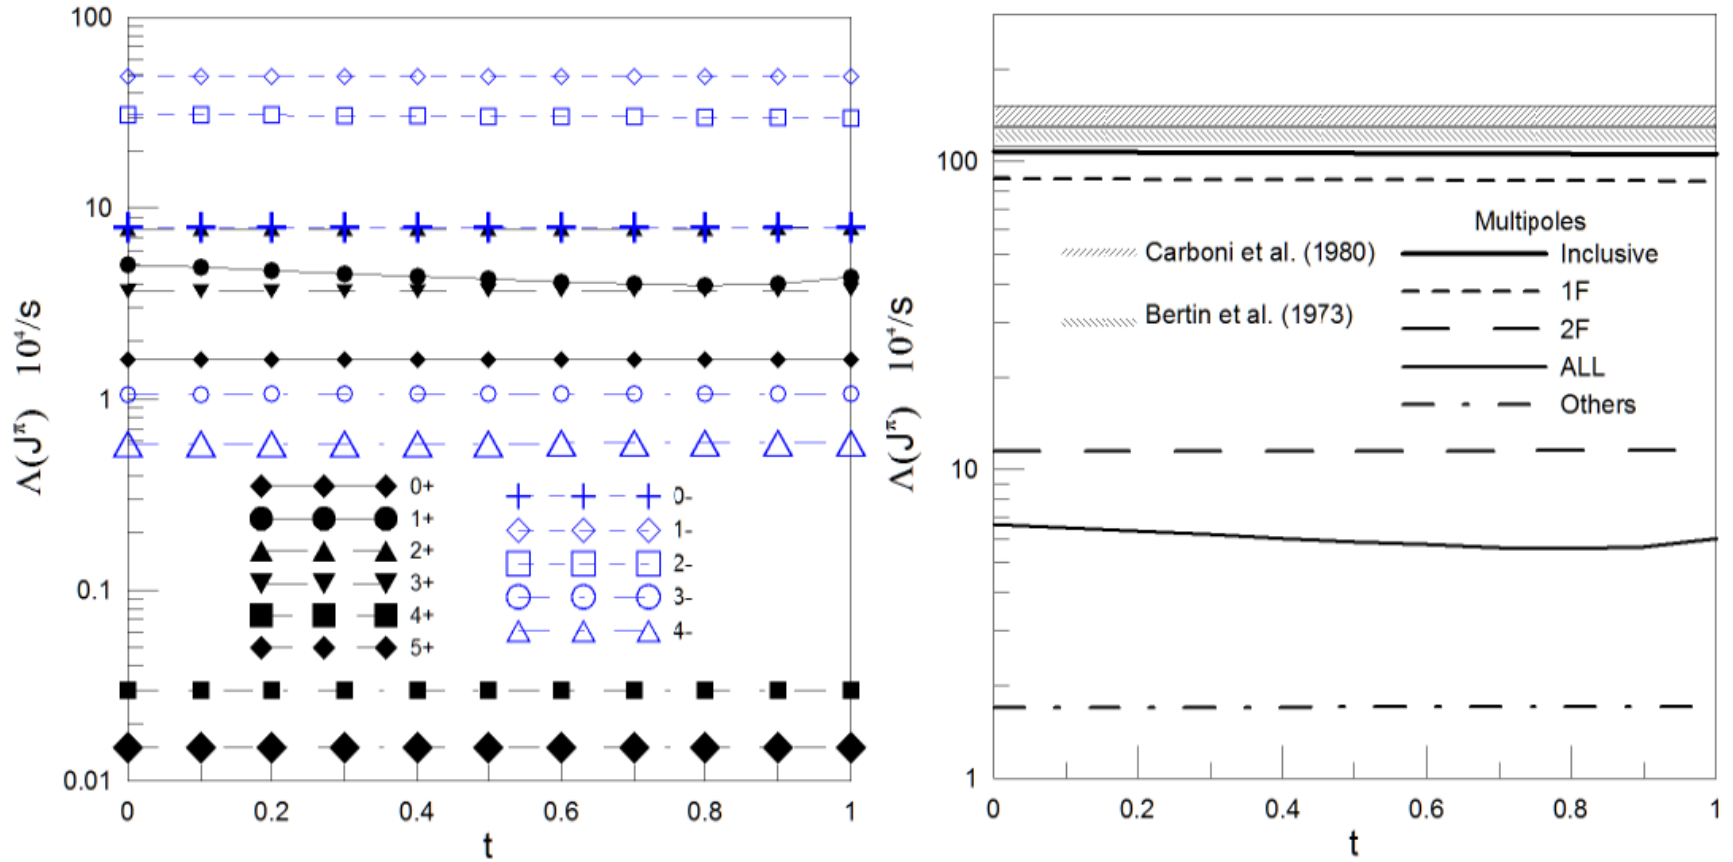 100
10
1
0.1
0.01
Λ(Jπ) 10⁴/s
0+
1+
2+
3+
4+
5+
0-
1-
2-
3-
4-
0 0.2 0.4 0.6 0.8 1
t
100
10
1
Λ(Jπ) 10⁴/s
Carboni et al. (1980)
Bertin et al. (1973)
Multipoles
Inclusive
1F
2F
ALL
Others
0 0.2 0.4 0.6 0.8 1
t